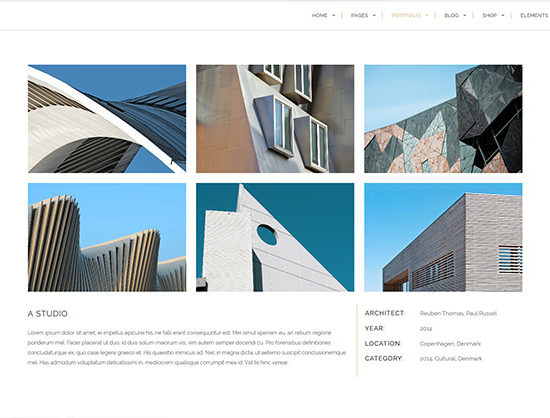 HOME
PAGES
PORTFOLIO
BLOG
SHOP
ELEMENTS
A STUDIO
Lorem ipsum dolor sit amet, ei impetus epicurei his, ne falli erant consequuntur est. Mei simul aperiam eu, an rebum regione
ponderum mel. Facer placerat ut duo, id duis solum maiorum vis, vim autem semper docendi cu. Pro forensibus definitiones
concludaturque ex, quo case legere graeco et. His quaestio inimicus no. Nec in magna dicta, ut aeterno suscipit conclusionemque
mel. Has admodum voluptatum delicatissimi in, mediocrem qualisque corrumpit mea id. Vel te hinc verear.
ARCHITECT: Reuben Thomas, Paul Russel
YEAR: 2014
LOCATION: Copenhagen, Denmark
CATEGORY: 2014, Cultural, Denmark